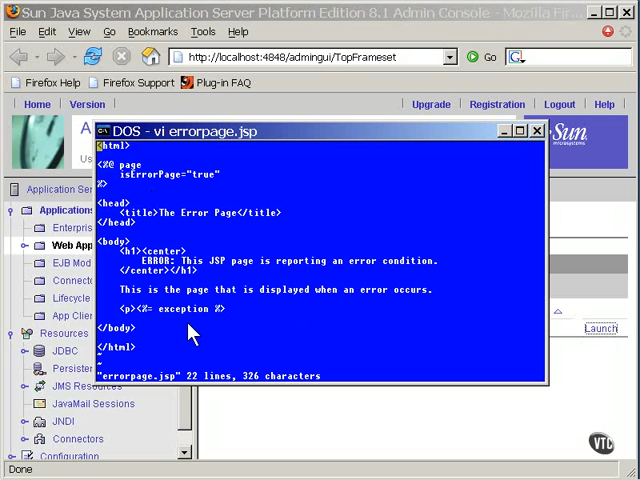 Sun Java System Application Server Platform Edition 8.1 Admin Console - Mozilla Fir
File Edit View Go Bookmarks Tools Help
http://localhost:4848/admingui/TopFrameset
Go
G
Firefox Help Firefox Support Plug-in FAQ
Home Version Upgrade Registration Logout Help
A
Us
Sun
microsystems
DOS - vi errorpage.jsp
<html>
<%@ page
isErrorPage="true"
%>
<head>
<title>The Error Page</title>
</head>
<body>
<h1><center>
ERROR: This JSP page is reporting an error condition.
</center></h1>
This is the page that is displayed when an error occurs.
<p><%= exception %>
</body>
</html>
~
~
"errorpage.jsp" 22 lines, 326 characters
Application Ser
Applications
Enterpris
Web App
EJB Mod
Connecto
Lifecycle
App Clien
Resources
JDBC
Persister
JMS Resources
JavaMail Sessions
JNDI
Connectors
Configuration
Launch
VTC
Done